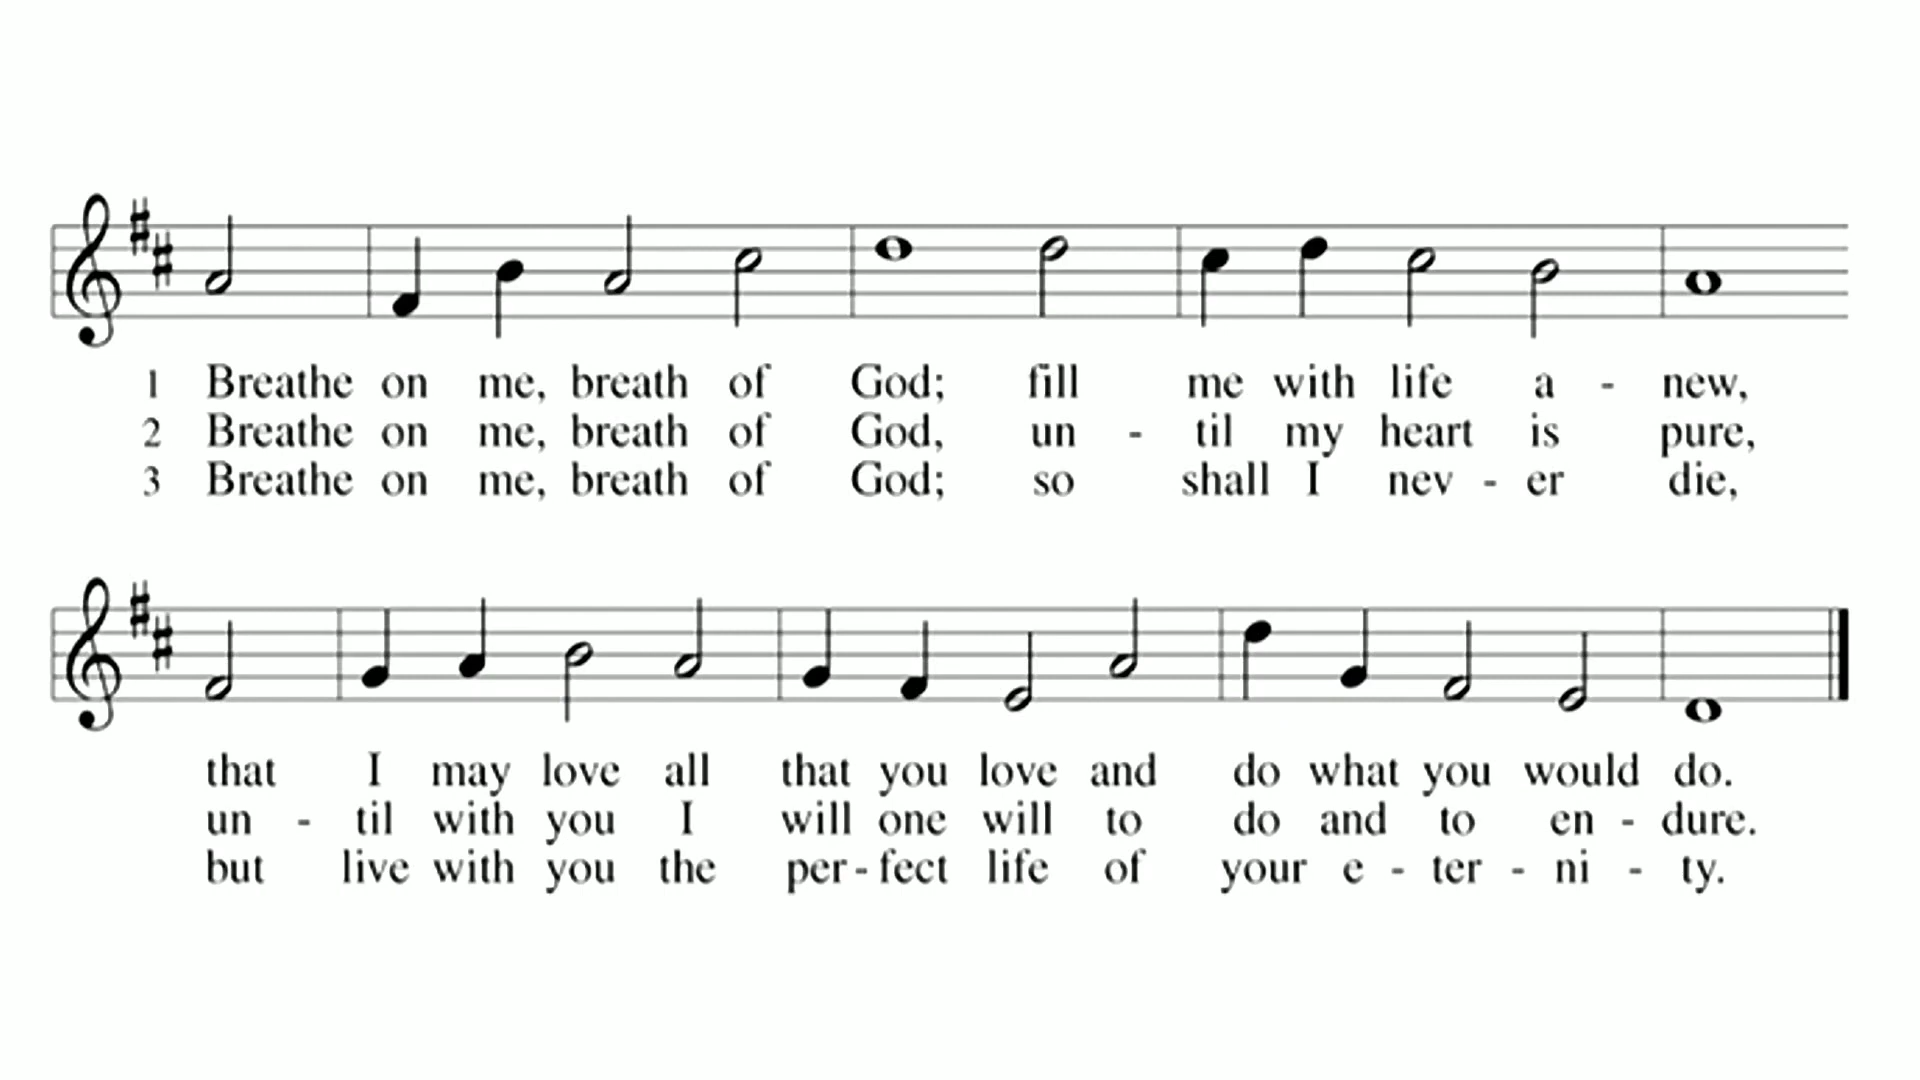 1 Breathe on me, breath of God; fill me with life a - new,
2 Breathe on me, breath of God, un - til my heart is pure,
3 Breathe on me, breath of God; so shall I nev - er die,
that I may love all that you love and do what you would do.
un - til with you I will one will to do and to en - dure.
but live with you the per - fect life of your e - ter - ni - ty.